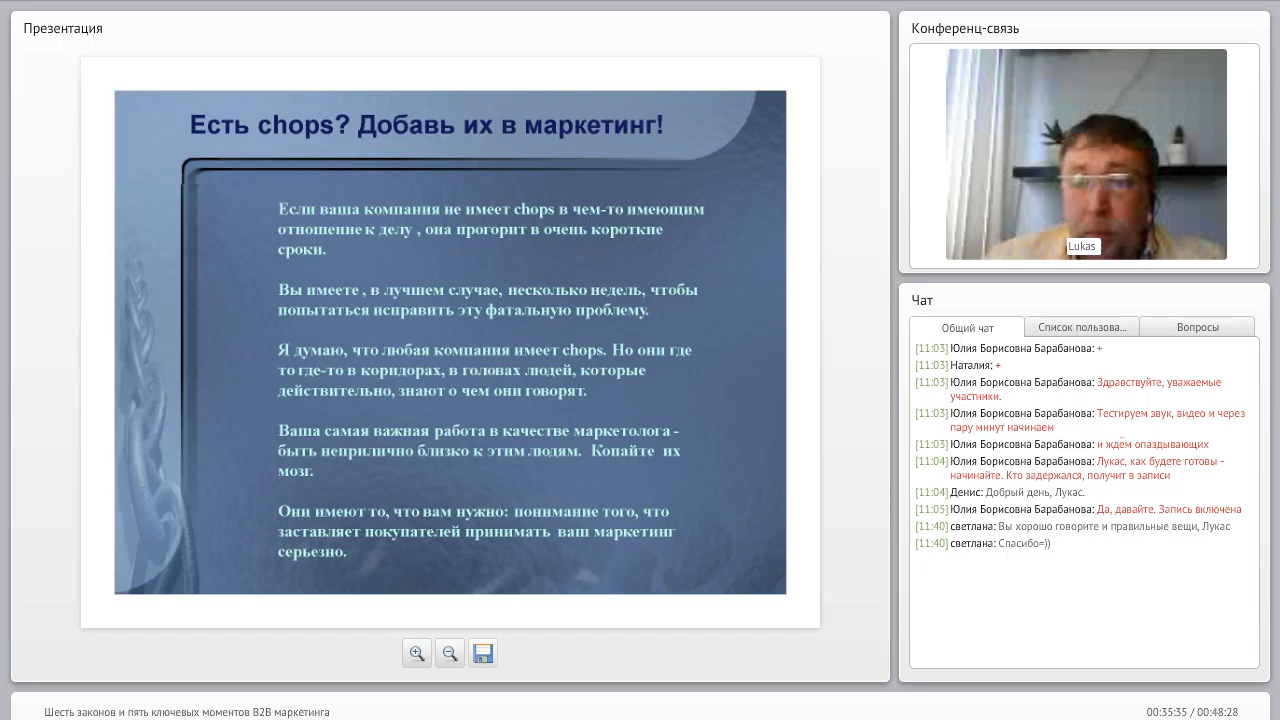 Презентация
Есть chops? Добавь их в маркетинг!
Если ваша компания не имеет chops в чем-то имеющим
отношение к делу , она прогорит в очень короткие
сроки.
Вы имеете , в лучшем случае, несколько недель, чтобы
попытаться исправить эту фатальную проблему.
Я думаю, что любая компания имеет chops. Но они где
то где-то в коридорах, в головах людей, которые
действительно, знают о чем они говорят.
Ваша самая важная работа в качестве маркетолога -
быть неприлично близко к этим людям. Копайте их
мозг.
Они имеют то, что вам нужно: понимание того, что
заставляет покупателей принимать ваш маркетинг
серьезно.
Конференц-связь
Lukas
Чат
Общий чат
Список пользова...
Вопросы
[11:03] Юлия Борисовна Барабанова: +
[11:03] Наталия: +
[11:03] Юлия Борисовна Барабанова: Здравствуйте, уважаемые
участники.
[11:03] Юлия Борисовна Барабанова: Тестируем звук, видео и через
пару минут начинаем
[11:03] Юлия Борисовна Барабанова: и ждём опаздывающих
[11:04] Юлия Борисовна Барабанова: Лукас, как будете готовы -
начинайте. Кто задержался, получит в записи
[11:04] Денис: Добрый день, Лукас.
[11:05] Юлия Борисовна Барабанова: Да, давайте. Запись включена
[11:40] светлана: Вы хорошо говорите и правильные вещи, Лукас
[11:40] светлана: Спасибо=))
Шесть законов и пять ключевых моментов B2B маркетинга
00:35:35 / 00:48:28